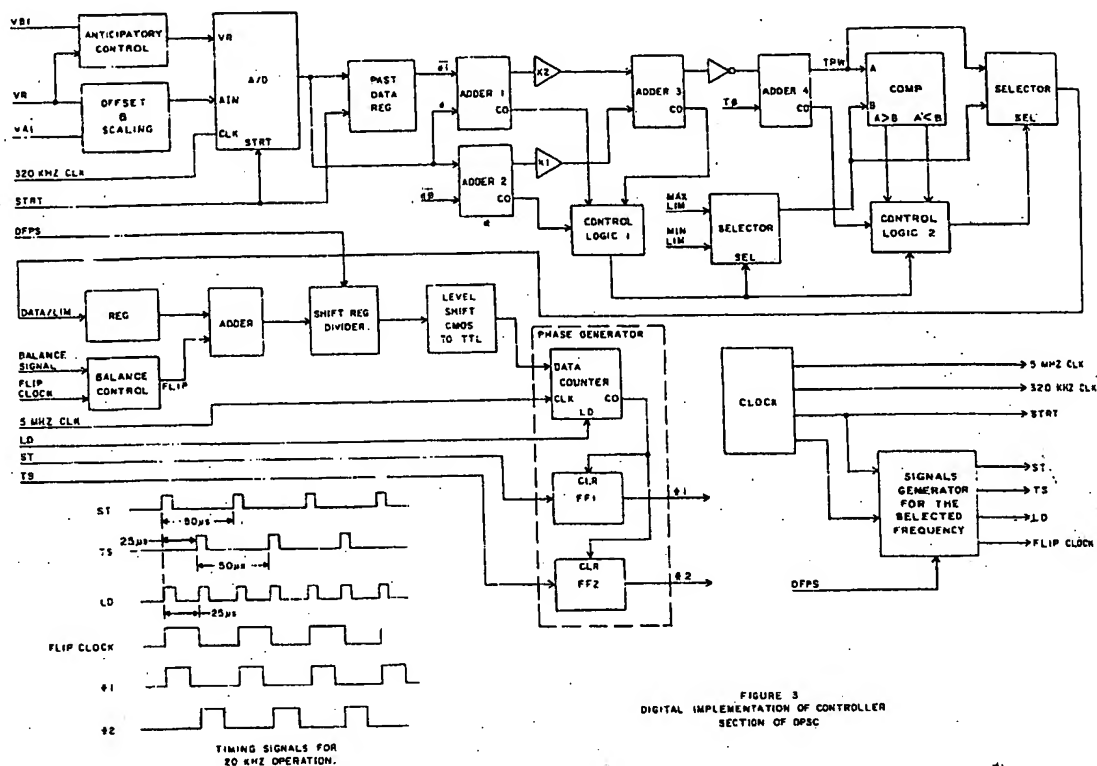 VB1
ANTICIPATORY
CONTROL
VR
OFFSET
&
SCALING
VA1
320 KHZ CLK
STRT
VR
A/D
AIN
CLK
STRT
PAST
DATA
REG
ADDER 1
CO
X2
ADDER 2
CO
K1
ADDER 3
CO
CONTROL
LOGIC 1
ADDER 4
CO
TPW
A
COMP
B
A>B
A<B
SELECTOR
SEL
MAX
LIM
MIN
LIM
SELECTOR
SEL
CONTROL
LOGIC 2
DFPS
DATA/LIM
REG
ADDER
SHIFT REG
DIVIDER
LEVEL
SHIFT
CMOS
TO TTL
BALANCE
SIGNAL
FLIP
CLOCK
BALANCE
CONTROL
FLIP
5 MHZ CLK
LD
ST
TS
PHASE GENERATOR
DATA
COUNTER
CLK
CO
LD
CLR
FF1
ϕ1
CLR
FF2
ϕ2
CLOCK
5 MHZ CLK
320 KHZ CLK
STRT
SIGNALS
GENERATOR
FOR THE
SELECTED
FREQUENCY
ST
TS
LD
FLIP CLOCK
DFPS
ST
50µs
25µs
TS
50µs
LD
25µs
FLIP CLOCK
ϕ1
ϕ2
TIMING SIGNALS FOR
20 KHZ OPERATION.
FIGURE 3
DIGITAL IMPLEMENTATION OF CONTROLLER
SECTION OF DPSC